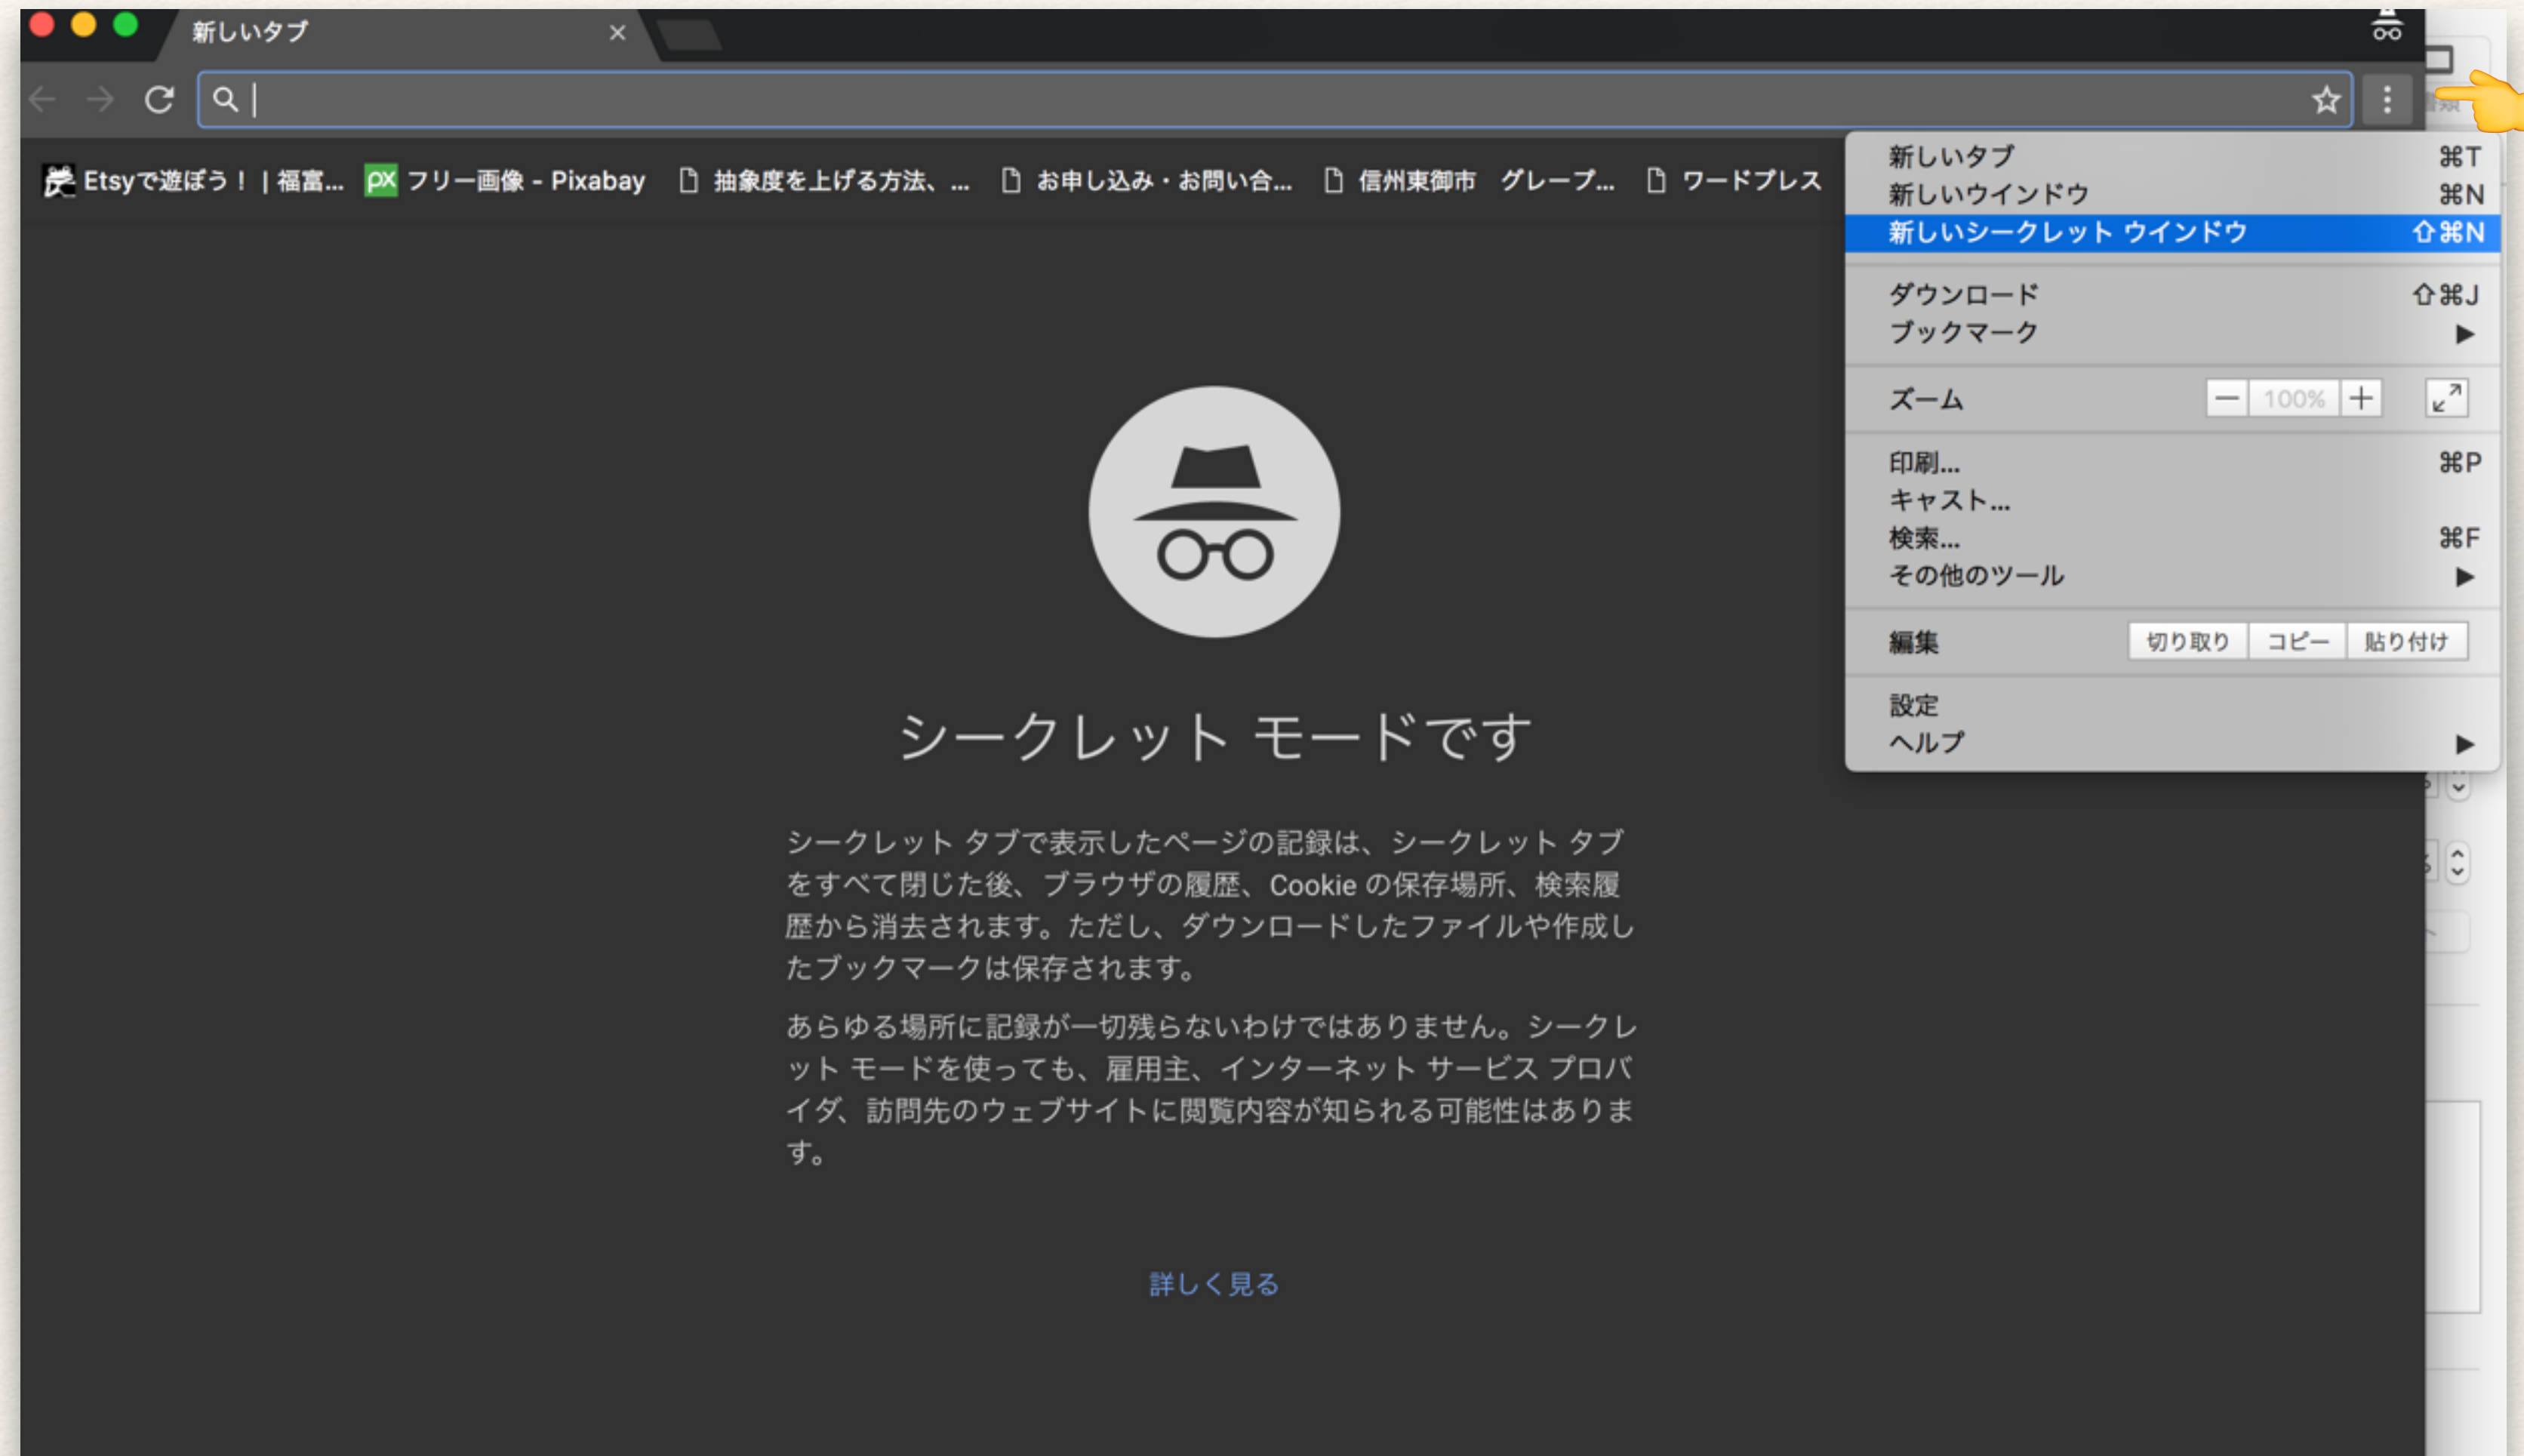 新しいタブ
Etsyで遊ぼう！ | 福富...
フリー画像 - Pixabay
抽象度を上げる方法、...
お申し込み・お問い合...
信州東御市　グレープ...
ワードプレス
新しいタブ ⌘T
新しいウインドウ ⌘N
新しいシークレット ウインドウ ⇧⌘N
ダウンロード ⇧⌘J
ブックマーク ▶
ズーム － 100% ＋
印刷... ⌘P
キャスト...
検索... ⌘F
その他のツール ▶
編集 切り取り コピー 貼り付け
設定
ヘルプ ▶
シークレット モードです
シークレット タブで表示したページの記録は、シークレット タブ
をすべて閉じた後、ブラウザの履歴、Cookie の保存場所、検索履
歴から消去されます。ただし、ダウンロードしたファイルや作成し
たブックマークは保存されます。
あらゆる場所に記録が一切残らないわけではありません。シークレ
ット モードを使っても、雇用主、インターネット サービス プロバ
イダ、訪問先のウェブサイトに閲覧内容が知られる可能性はありま
す。
詳しく見る